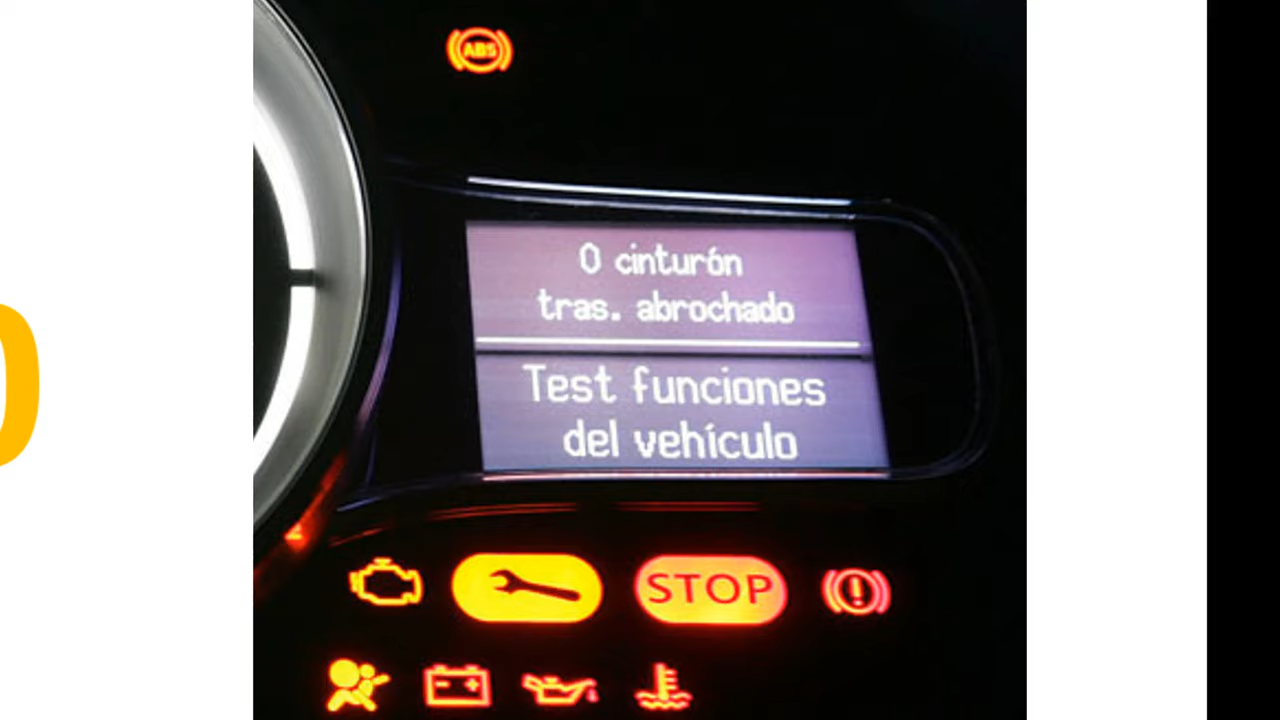 ABS
0 cinturón
tras. abrochado
Test funciones
del vehículo
STOP